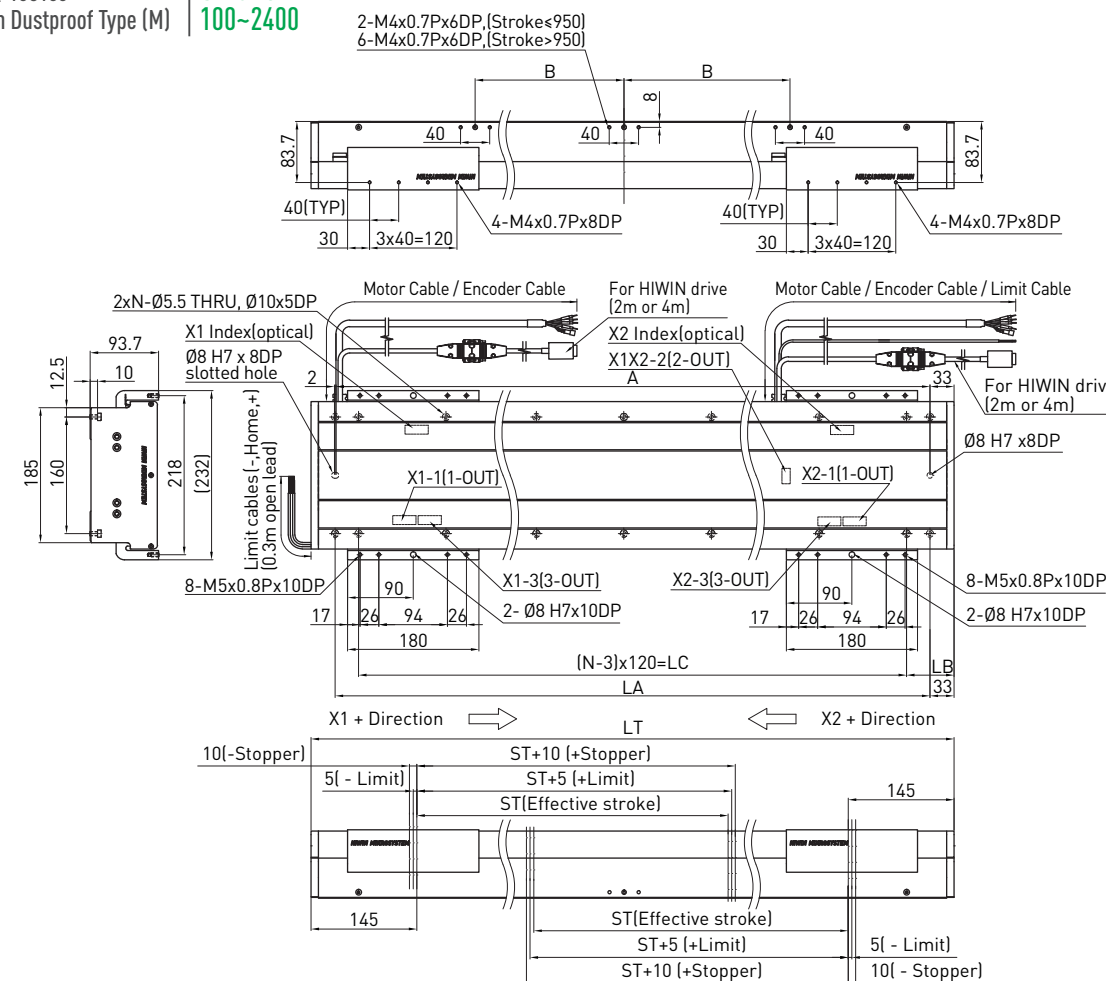 n Dustproof Type (M)
100~2400
2-M4x0.7Px6DP,(Stroke≤950)
6-M4x0.7Px6DP,(Stroke>950)
B
B
8
40
40
40
83.7
83.7
40(TYP)
30
3x40=120
4-M4x0.7Px8DP
40(TYP)
30
3x40=120
4-M4x0.7Px8DP
2xN-Ø5.5 THRU, Ø10x5DP
Motor Cable / Encoder Cable
For HIWIN drive
(2m or 4m)
Motor Cable / Encoder Cable / Limit Cable
X1 Index(optical)
X2 Index(optical)
Ø8 H7 x 8DP
slotted hole
X1X2-2(2-OUT)
93.7
12.5
10
2
A
33
For HIWIN driv
(2m or 4m)
185
160
218
(232)
Limit cables(-,Home,+)
(0.3m open lead)
Ø8 H7 x8DP
X1-1(1-OUT)
X2-1(1-OUT)
8-M5x0.8Px10DP
X1-3(3-OUT)
X2-3(3-OUT)
8-M5x0.8Px10DP
90
2- Ø8 H7x10DP
90
2-Ø8 H7x10DP
17
26
94
26
17
26
94
26
180
180
(N-3)x120=LC
LB
LA
33
X1 + Direction
X2 + Direction
LT
10(-Stopper)
ST+10 (+Stopper)
5( - Limit)
ST+5 (+Limit)
ST(Effective stroke)
145
HIWIN MIKROSYSTEM
145
ST(Effective stroke)
ST+5 (+Limit)
5( - Limit)
ST+10 (+Stopper)
10( - Stopper)